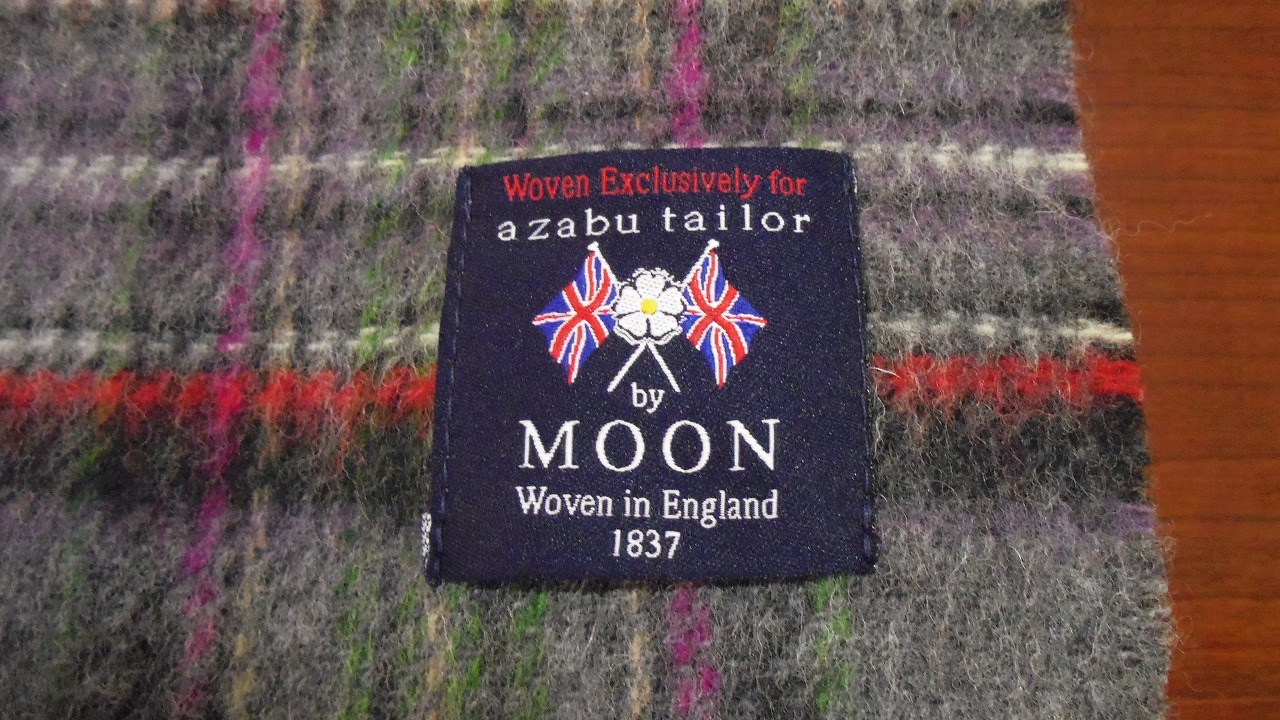 Woven Exclusively for
azabu tailor
by
MOON
Woven in England
1837